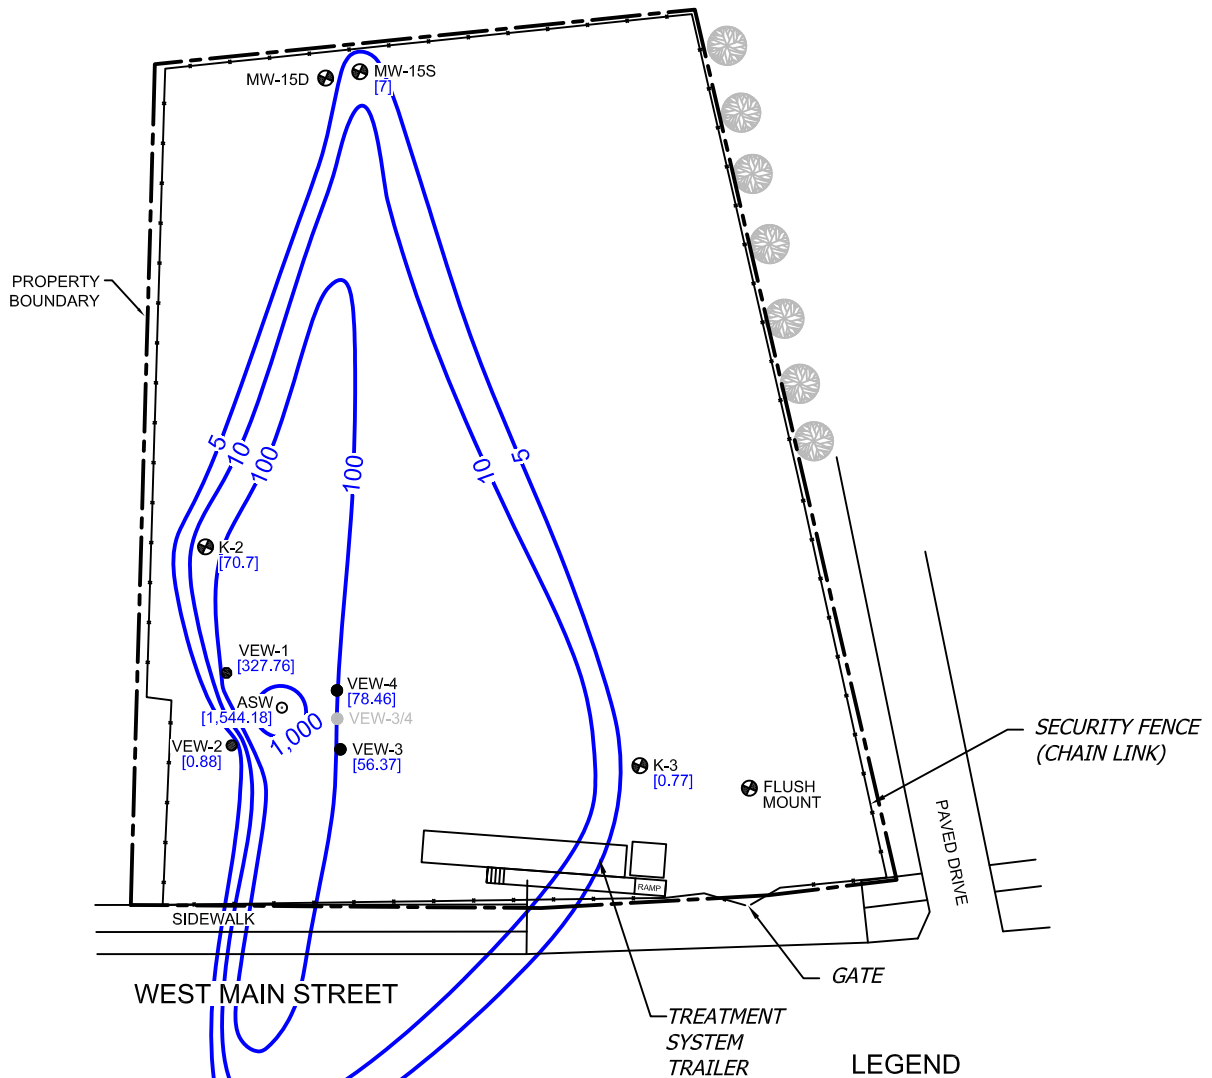 MW-15D
MW-15S
[7]
PROPERTY
BOUNDARY
5
10
100
100
10
5
K-2
[70.7]
VEW-1
[327.76]
ASW
[1,544.18]
1,000
VEW-2
[0.88]
VEW-4
[78.46]
VEW-3/4
VEW-3
[56.37]
K-3
[0.77]
FLUSH
MOUNT
SECURITY FENCE
(CHAIN LINK)
PAVED DRIVE
RAMP
SIDEWALK
WEST MAIN STREET
GATE
TREATMENT
SYSTEM
TRAILER
LEGEND